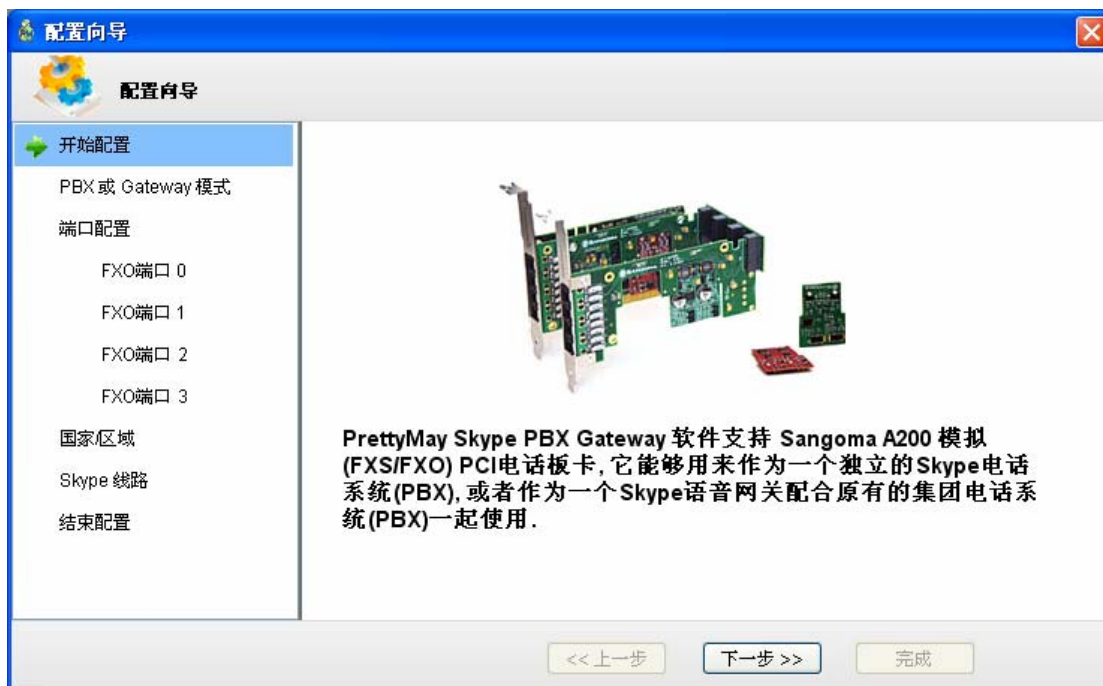 配置向导
配置向导
开始配置
PBX 或 Gateway 模式
端口配置
FXO端口 0
FXO端口 1
FXO端口 2
FXO端口 3
国家/区域
Skype 线路
结束配置
PrettyMay Skype PBX Gateway 软件支持 Sangoma A200 模拟
(FXS/FXO) PCI电话板卡, 它能够用来作为一个独立的Skype电话
系统(PBX), 或者作为一个Skype语音网关配合原有的集团电话系
统(PBX)一起使用.
<< 上一步
下一步 >>
完成